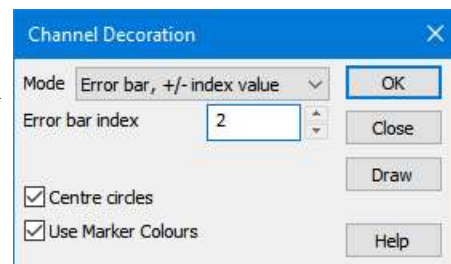 Channel Decoration
Mode Error bar, +/- index value OK
Error bar index 2 Close
Draw
Centre circles
Use Marker Colours Help